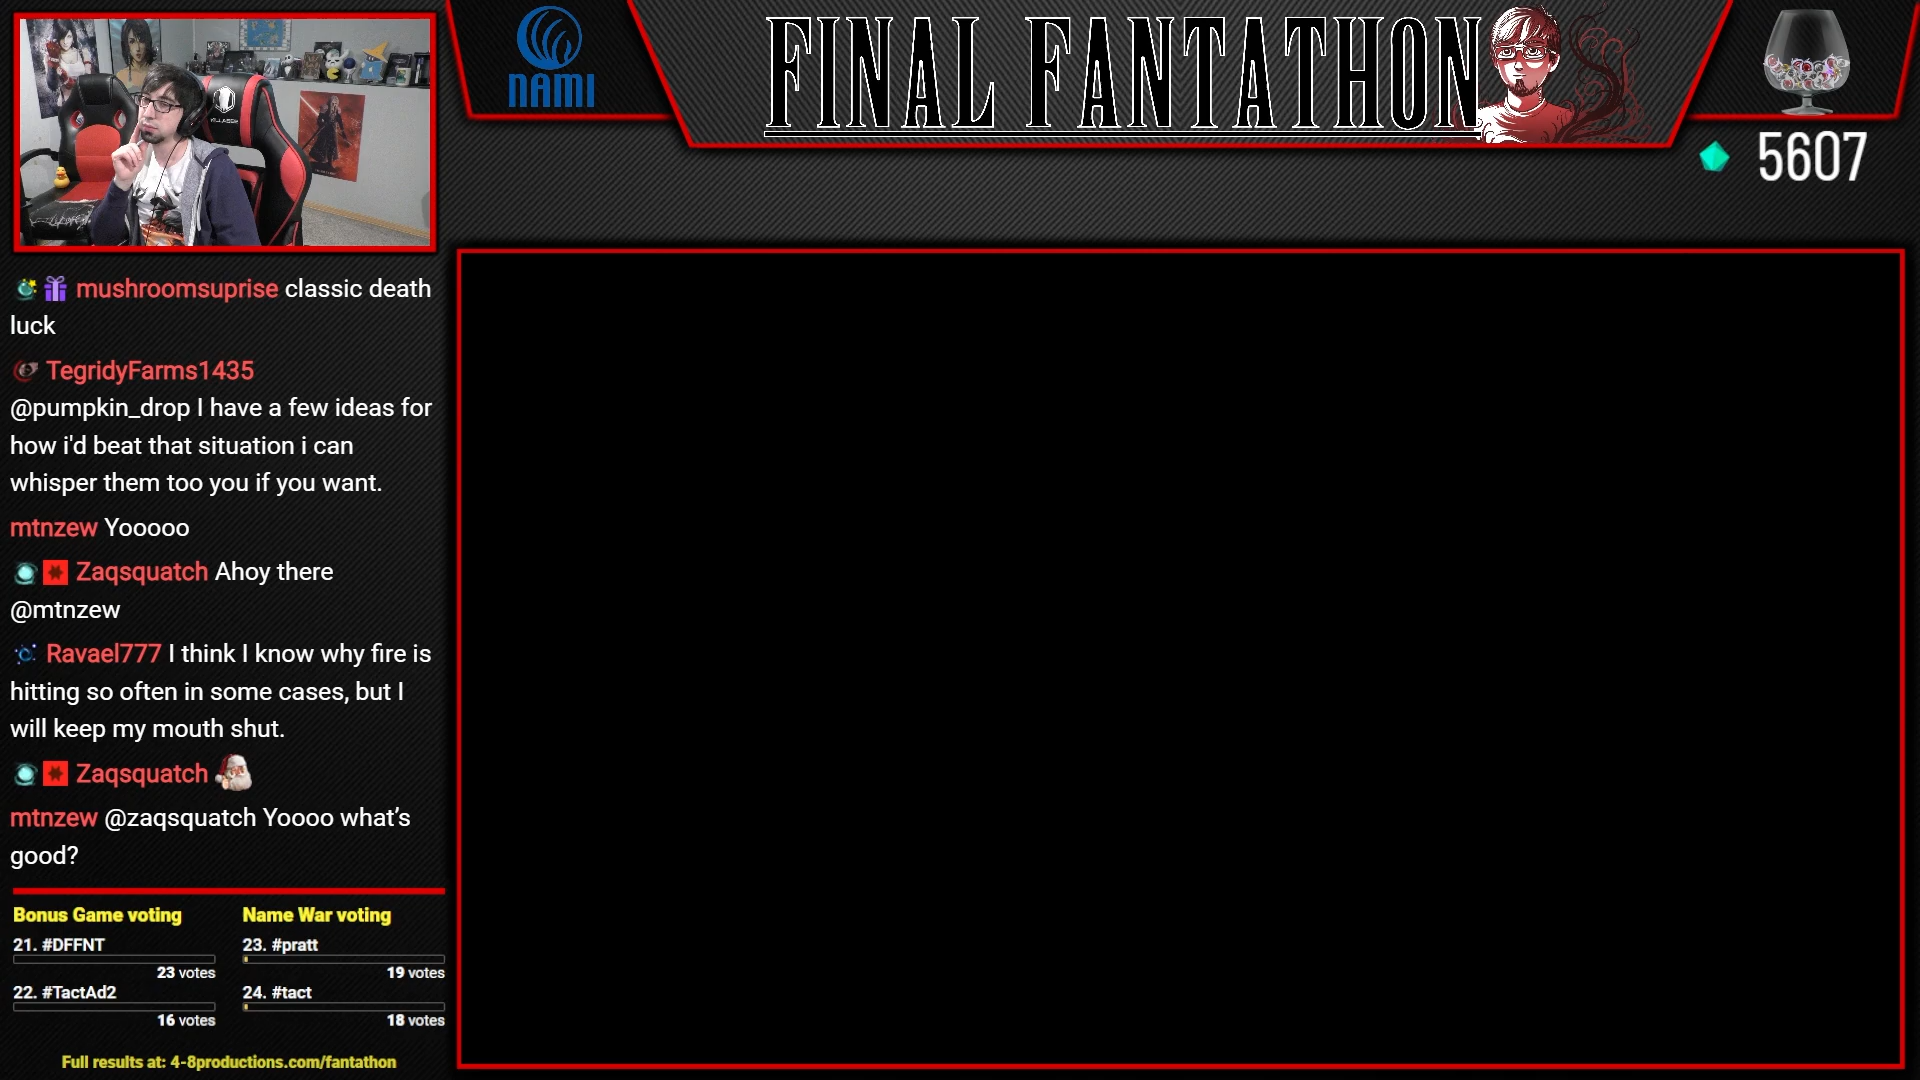 NAMI
FINAL FANTATHON
5607
mushroomsuprise classic death
luck
TegridyFarms1435
@pumpkin_drop I have a few ideas for
how i'd beat that situation i can
whisper them too you if you want.
mtnzew Yooooo
Zaqsquatch Ahoy there
@mtnzew
Ravael777 I think I know why fire is
hitting so often in some cases, but I
will keep my mouth shut.
Zaqsquatch
mtnzew @zaqsquatch Yoooo what’s
good?
Bonus Game voting
21. #DFFNT
23 votes
22. #TactAd2
16 votes
Name War voting
23. #pratt
19 votes
24. #tact
18 votes
Full results at: 4-8productions.com/fantathon